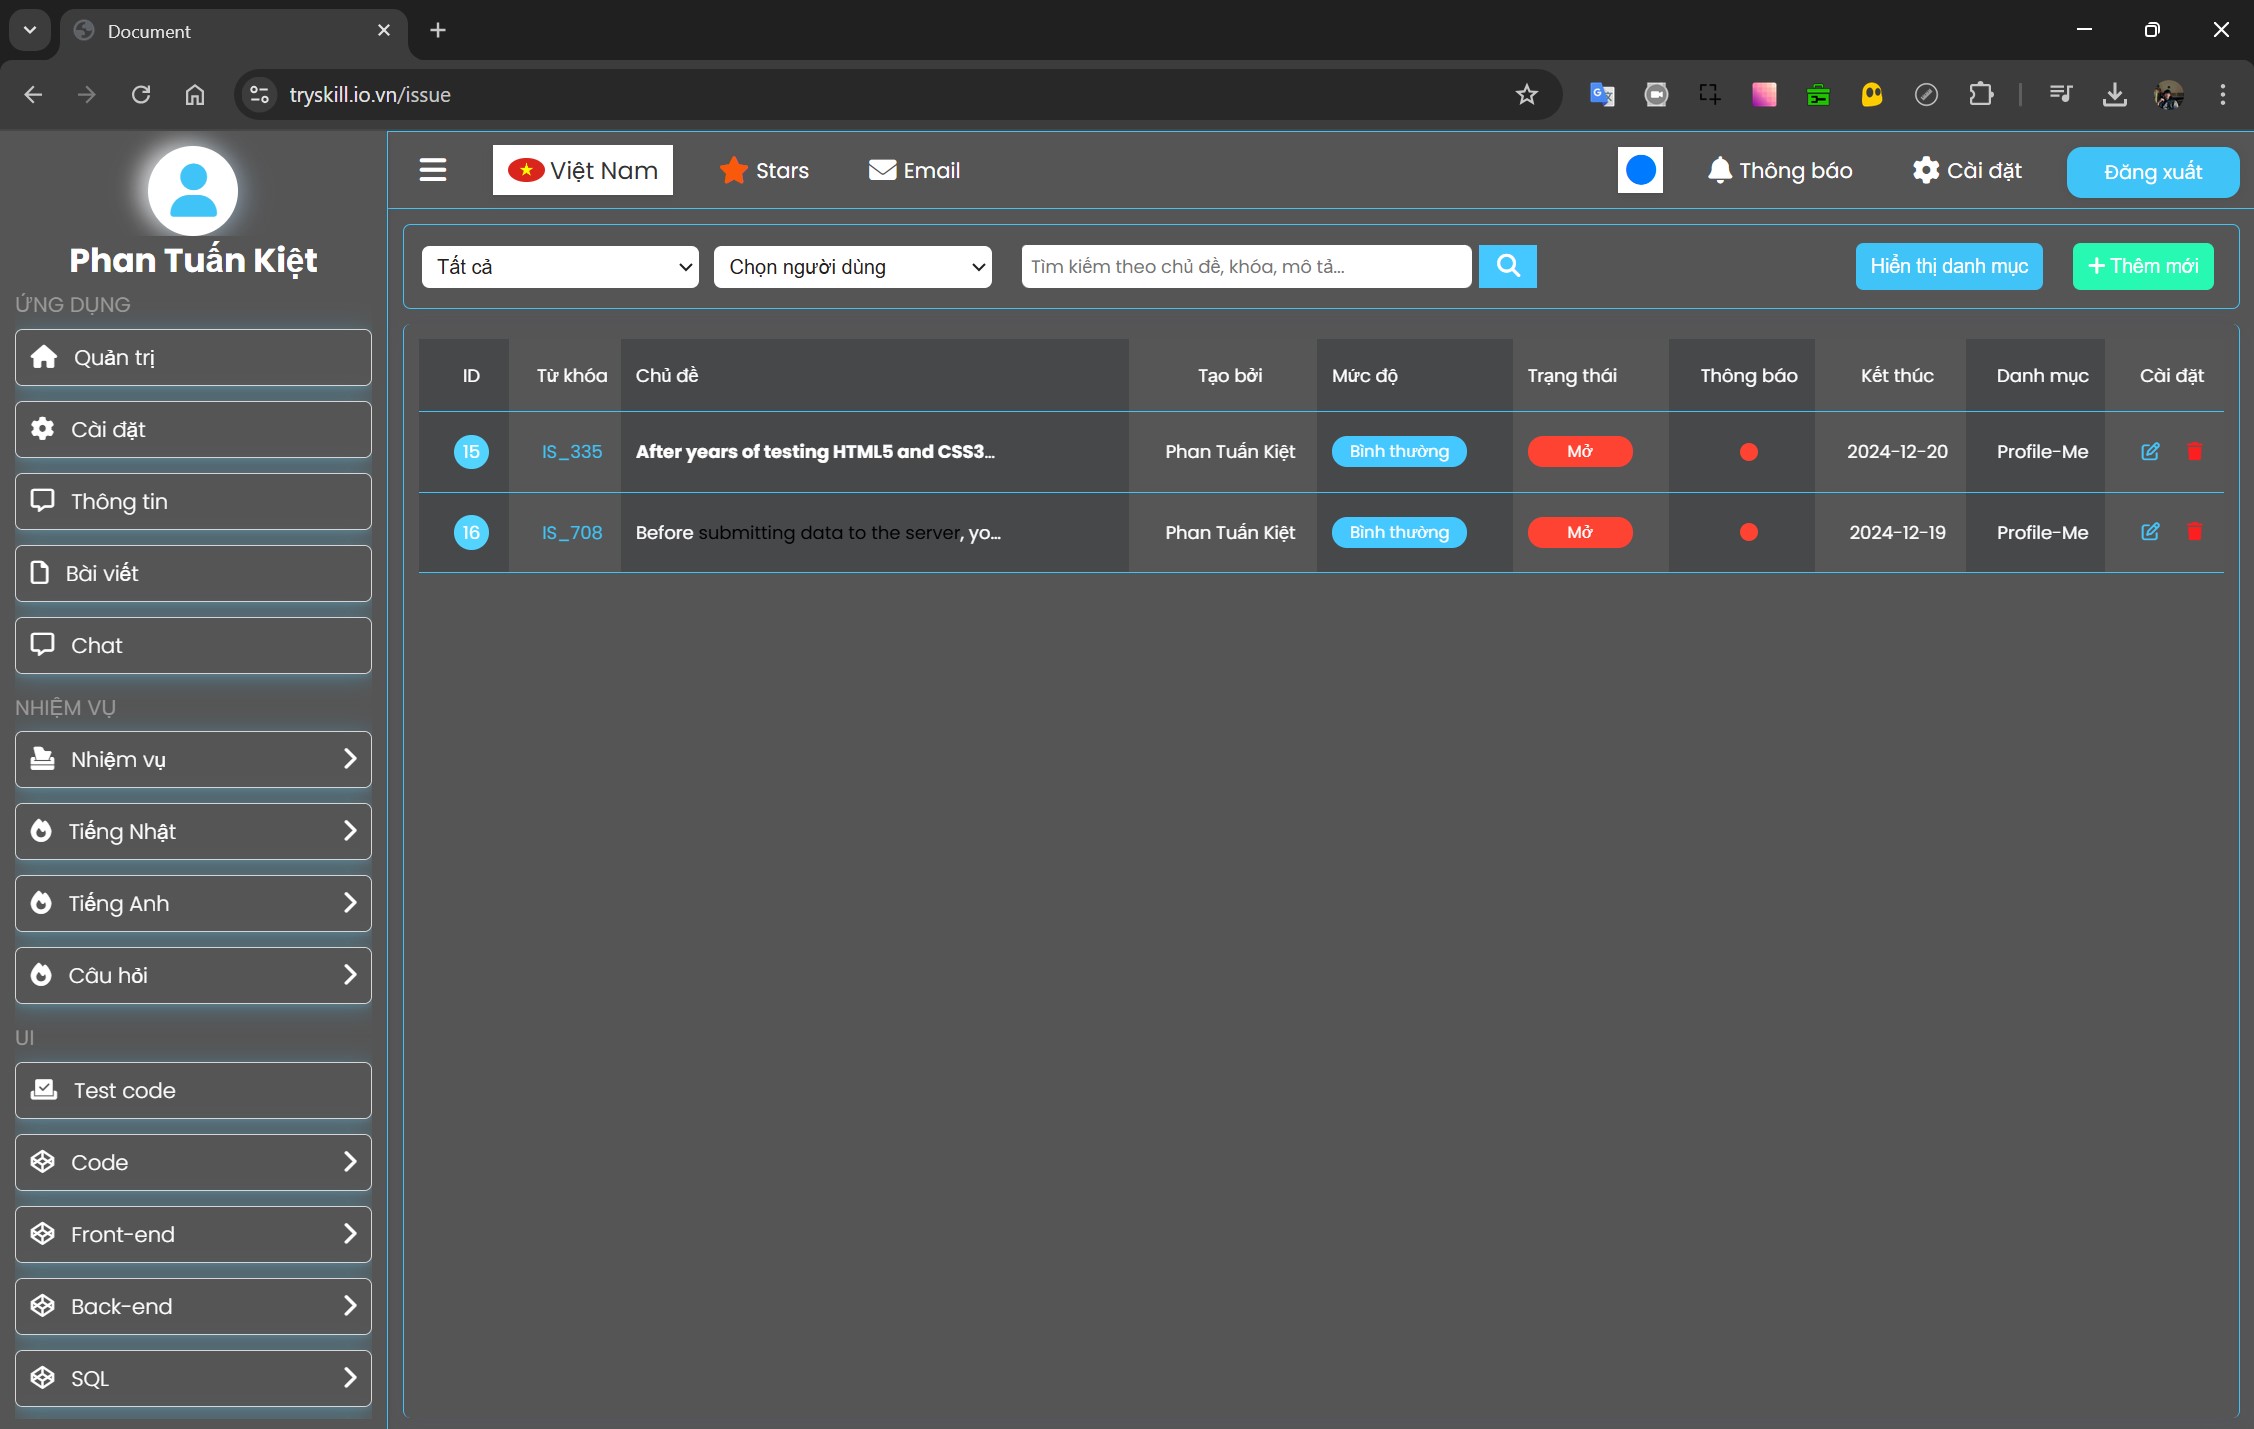 Document
tryskill.io.vn/issue
Phan Tuấn Kiệt
ỨNG DỤNG
Quản trị
Cài đặt
Thông tin
Bài viết
Chat
NHIỆM VỤ
Nhiệm vụ
Tiếng Nhật
Tiếng Anh
Câu hỏi
UI
Test code
Code
Front-end
Back-end
SQL
Việt Nam Stars Email Thông báo Cài đặt Đăng xuất
Tất cả Chọn người dùng Tìm kiếm theo chủ đề, khóa, mô tả... Hiển thị danh mục + Thêm mới
ID Từ khóa Chủ đề Tạo bởi Mức độ Trạng thái Thông báo Kết thúc Danh mục Cài đặt
15 IS_335 After years of testing HTML5 and CSS3... Phan Tuấn Kiệt Bình thường Mở 2024-12-20 Profile-Me
16 IS_708 Before submitting data to the server, yo... Phan Tuấn Kiệt Bình thường Mở 2024-12-19 Profile-Me